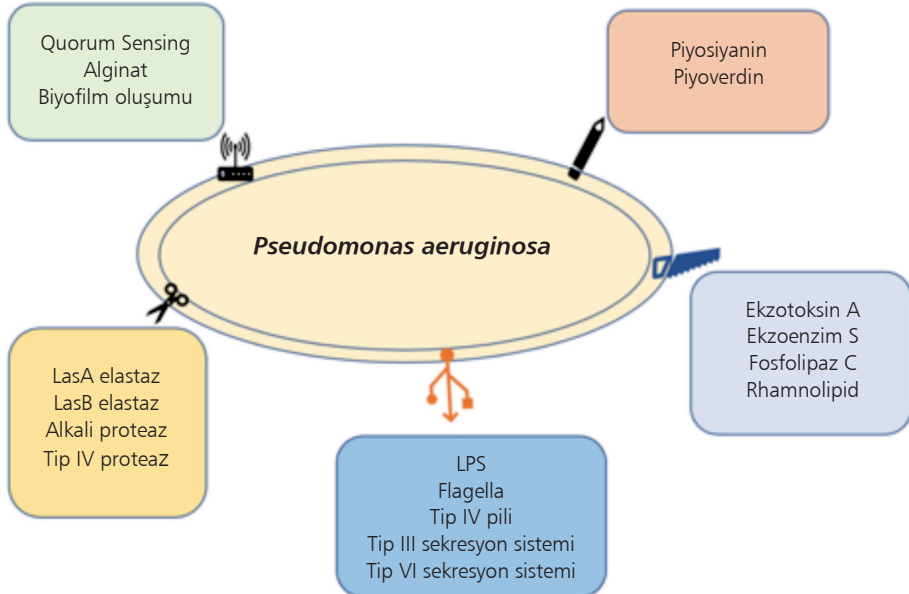 Quorum Sensing
Alginat
Biyofilm oluşumu
Piyosiyanin
Piyoverdin
Pseudomonas aeruginosa
Ekzotoksin A
Ekzoenzim S
Fosfolipaz C
Rhamnolipid
LasA elastaz
LasB elastaz
Alkali proteaz
Tip IV proteaz
LPS
Flagella
Tip IV pili
Tip III sekresyon sistemi
Tip VI sekresyon sistemi